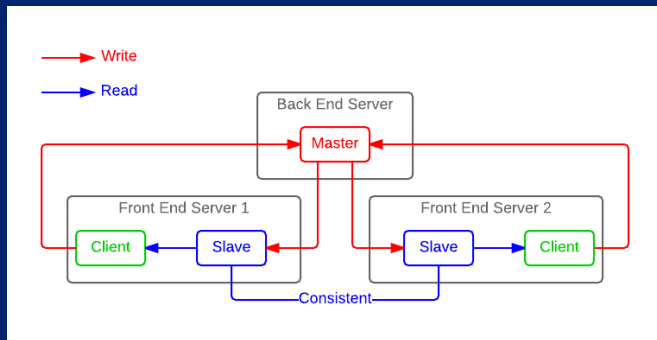 Write
Read
Back End Server
Master
Front End Server 1
Front End Server 2
Client
Slave
Slave
Client
Consistent